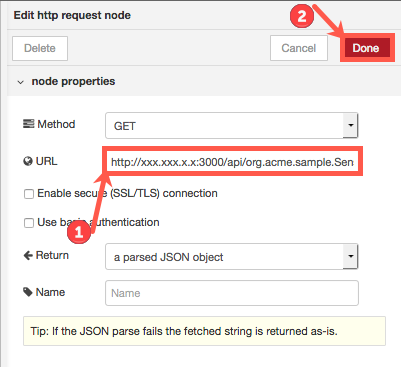 Edit http request node
2
Delete
Cancel
Done
node properties
Method
GET
URL
http://xxx.xxx.x.x:3000/api/org.acme.sample.Sen
Enable secure (SSL/TLS) connection
Use basic authentication
1
Return
a parsed JSON object
Name
Name
Tip: If the JSON parse fails the fetched string is returned as-is.